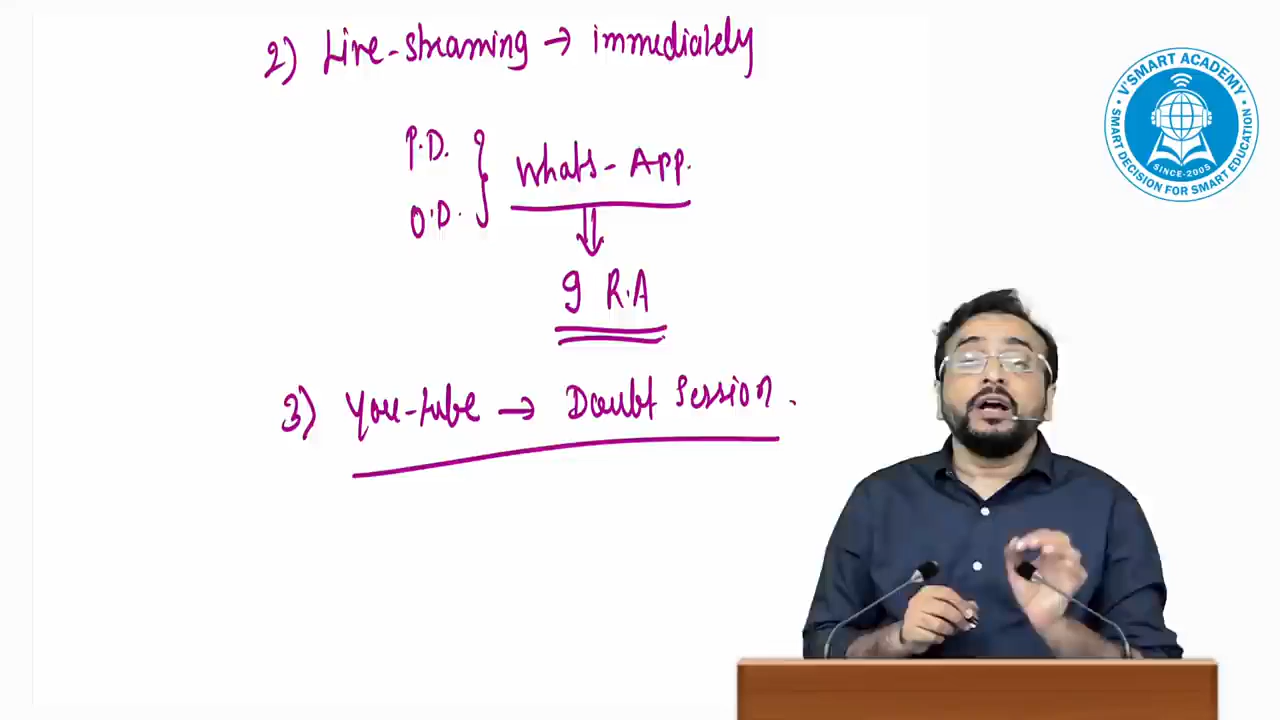 2) Live-streaming → immediately
P.D.
O.D. } Whats-App.
⇓
9 R.A
3) You-tube → Doubt Session.
V'SMART ACADEMY
SINCE-2005
SMART DECISION FOR SMART EDUCATION